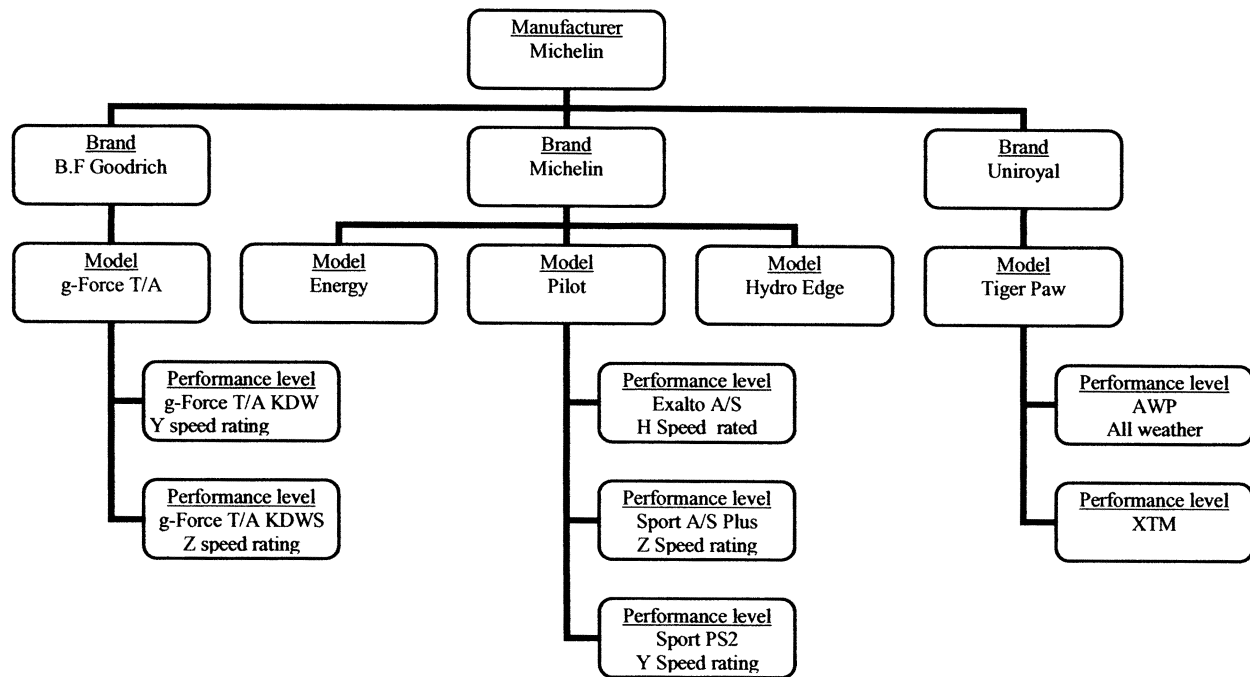 Manufacturer
Michelin
Brand
B.F Goodrich
Brand
Michelin
Brand
Uniroyal
Model
g-Force T/A
Model
Energy
Model
Pilot
Model
Hydro Edge
Model
Tiger Paw
Performance level
g-Force T/A KDW
Y speed rating
Performance level
g-Force T/A KDWS
Z speed rating
Performance level
Exalto A/S
H Speed rated
Performance level
Sport A/S Plus
Z Speed rating
Performance level
Sport PS2
Y Speed rating
Performance level
AWP
All weather
Performance level
XTM